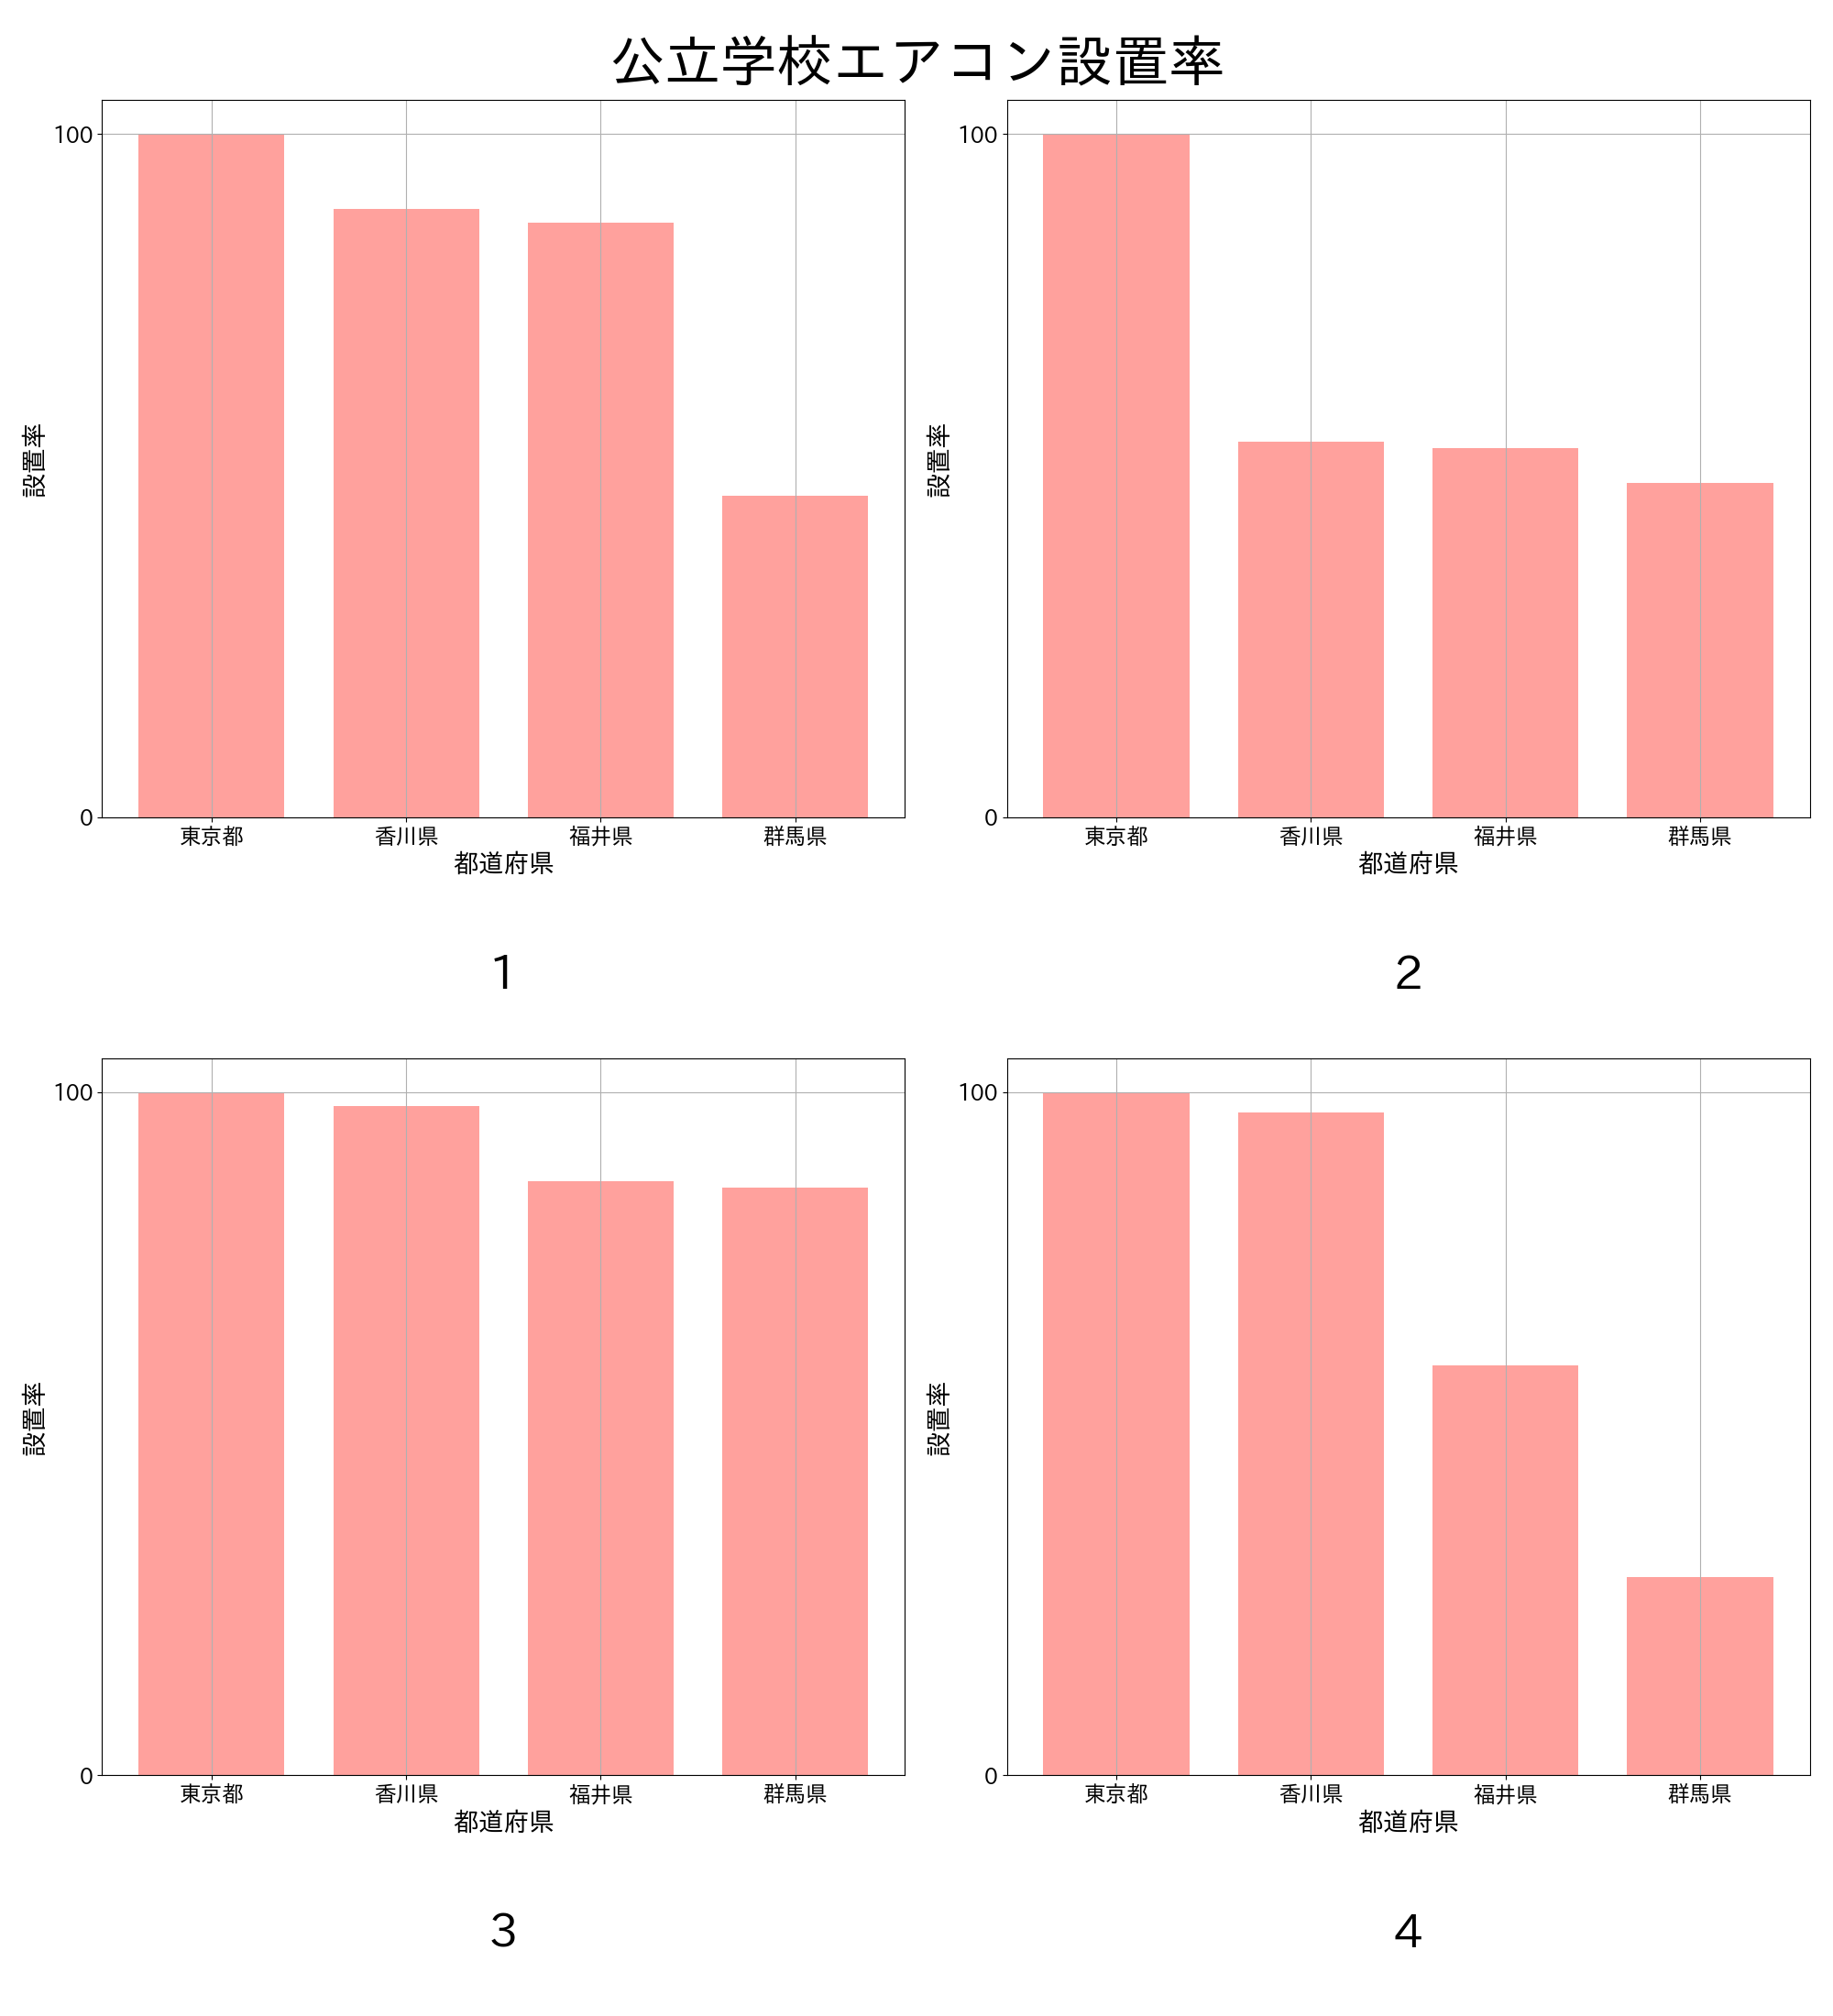 公立学校エアコン設置率
100
設置率
0
東京都 香川県 福井県 群馬県
都道府県
1
100
設置率
0
東京都 香川県 福井県 群馬県
都道府県
2
100
設置率
0
東京都 香川県 福井県 群馬県
都道府県
3
100
設置率
0
東京都 香川県 福井県 群馬県
都道府県
4